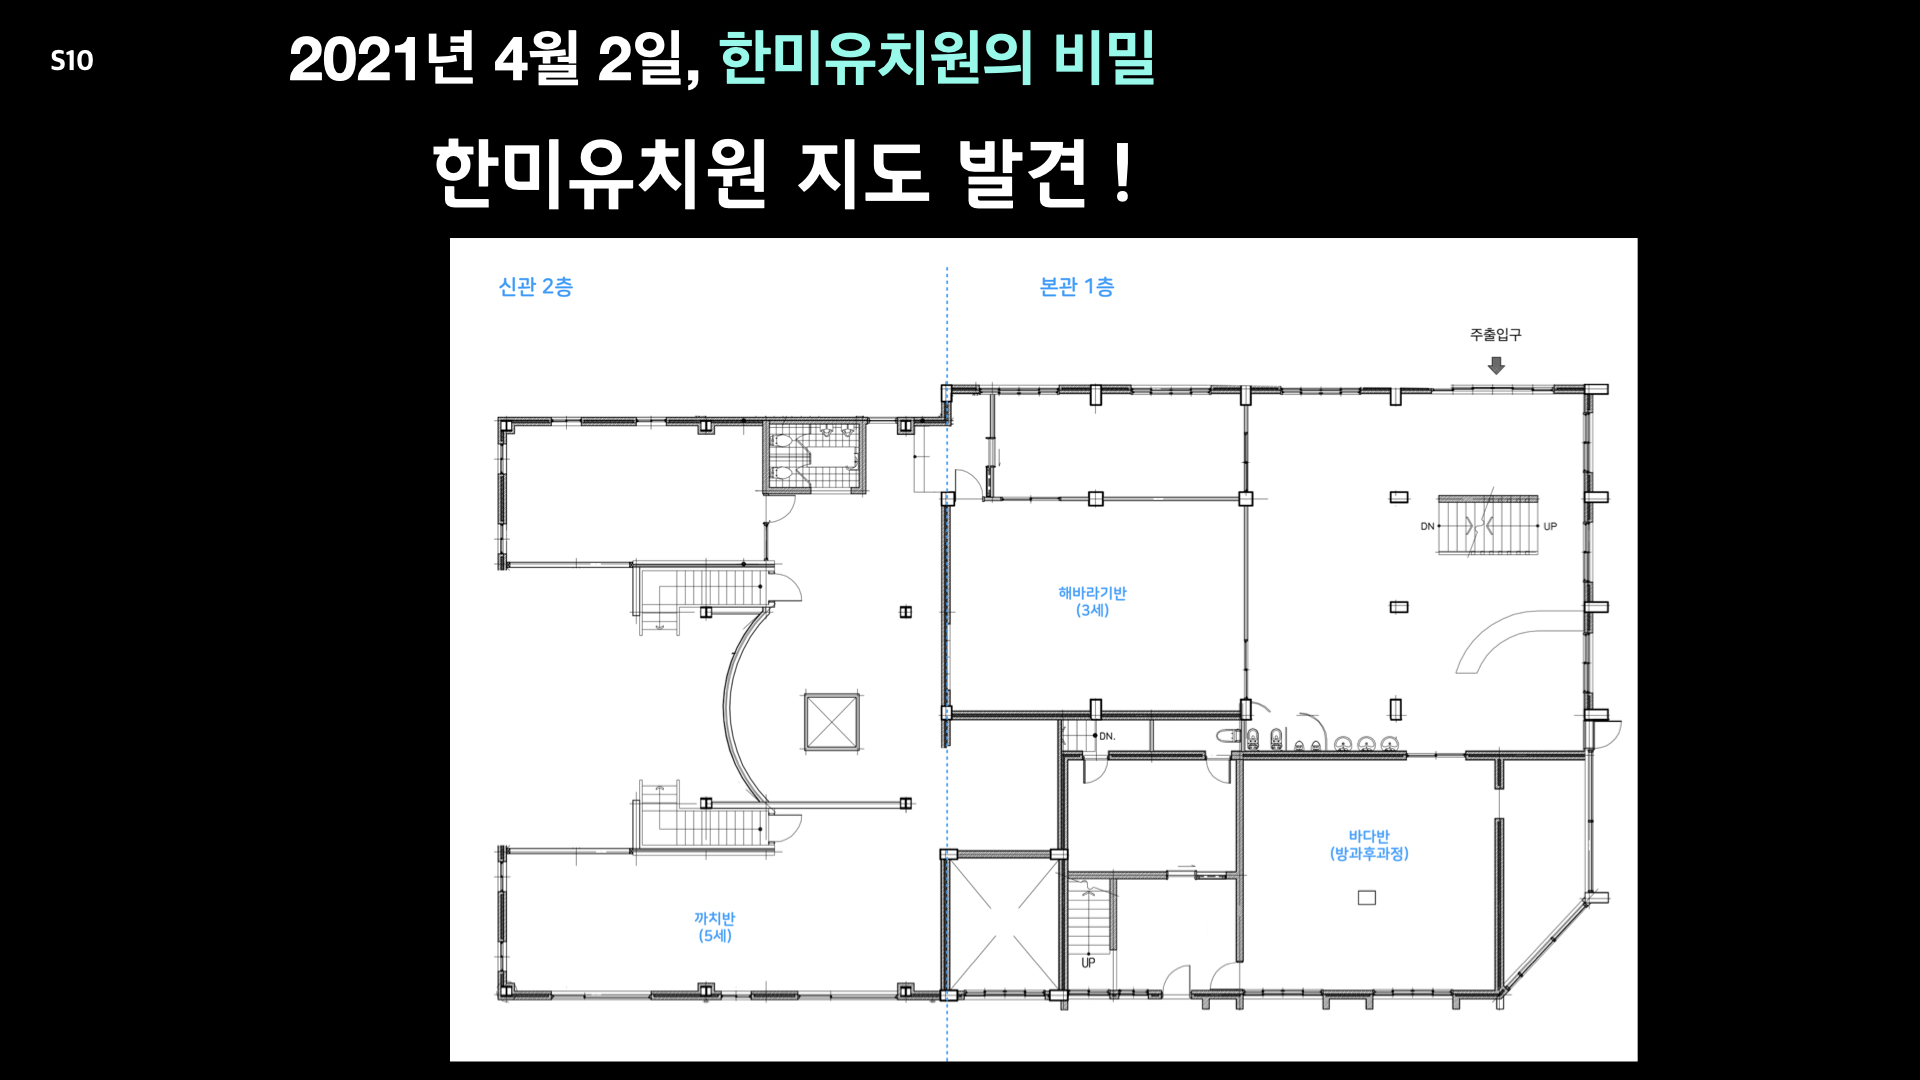 S10
2021년 4월 2일, 한미유치원의 비밀
한미유치원 지도 발견 !
신관 2층
본관 1층
주출입구
DN
UP
해바라기반
(3세)
DN.
바다반
(방과후과정)
까치반
(5세)
UP